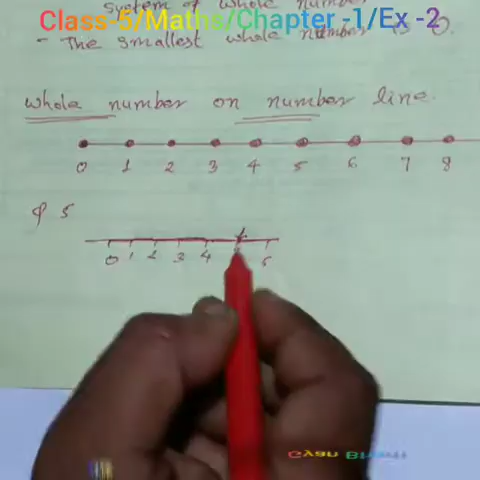 system of whole number
Class-5/Maths/Chapter -1/Ex -2
- The smallest whole number is 0.
whole number on number line.
0 1 2 3 4 5 6 7 8
5
0 1 2 3 4 6